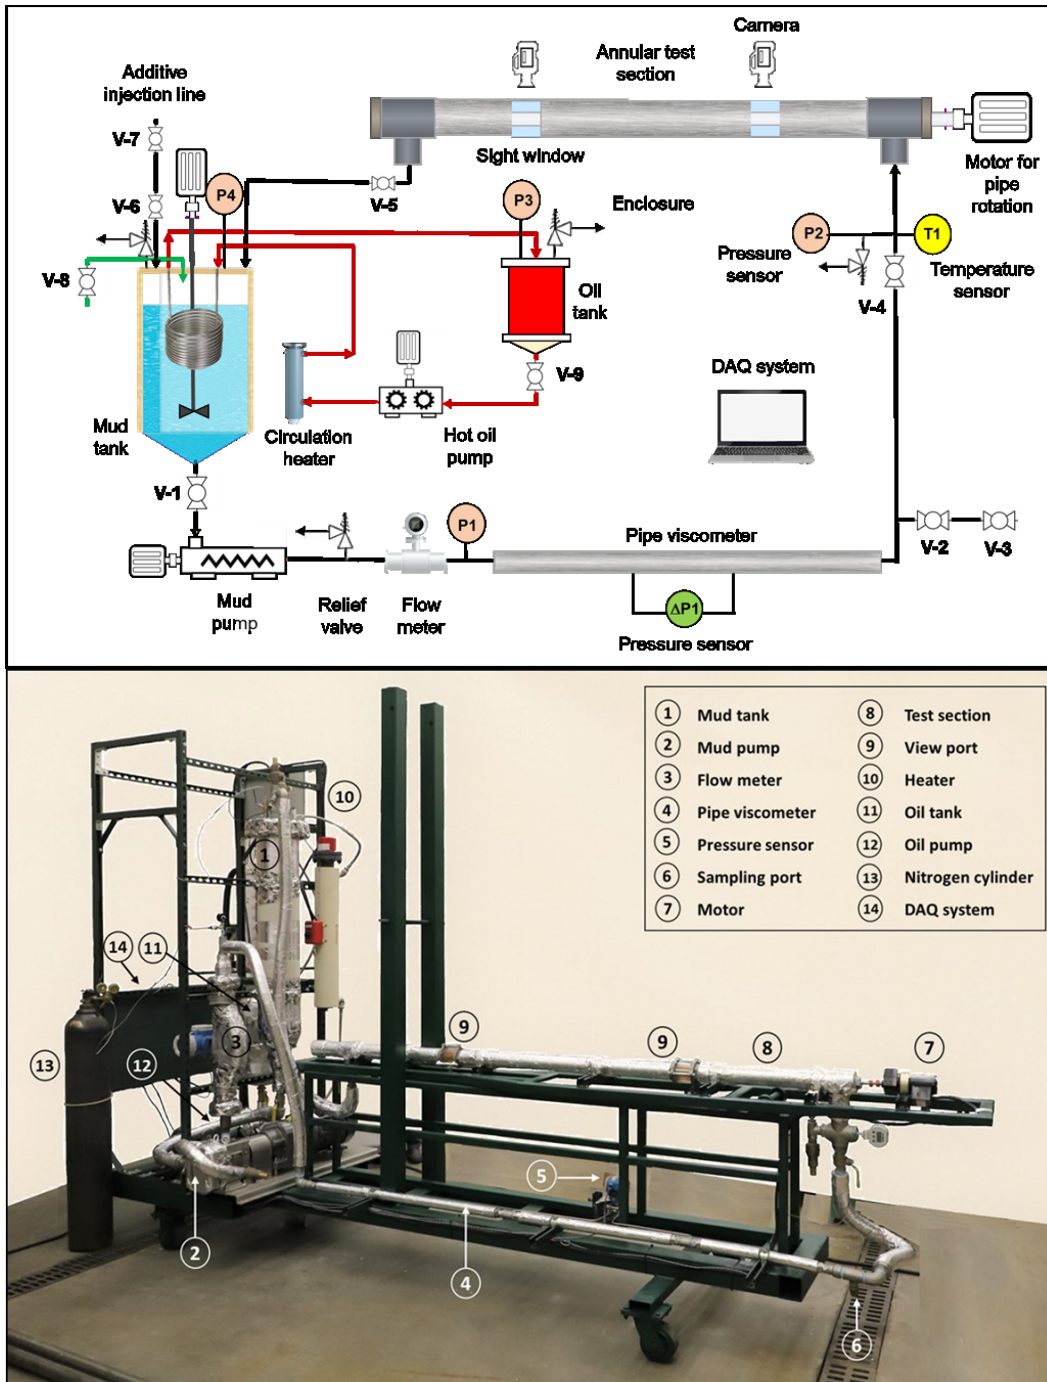 Camera
Annular test
section
Additive
injection line
V-7
P4
Sight window
Motor for
pipe
rotation
V-6
V-5
P3
Enclosure
P2
T1
Pressure
sensor
Temperature
sensor
V-8
Oil
tank
V-4
V-9
DAQ system
Mud
tank
Circulation
heater
Hot oil
pump
V-1
P1
Pipe viscometer
V-2
V-3
Mud
pump
Relief
valve
Flow
meter
ΔP1
Pressure sensor
1 Mud tank
2 Mud pump
3 Flow meter
4 Pipe viscometer
5 Pressure sensor
6 Sampling port
7 Motor
8 Test section
9 View port
10 Heater
11 Oil tank
12 Oil pump
13 Nitrogen cylinder
14 DAQ system
10
1
14
11
3
9
9
8
7
13
12
5
2
4
6